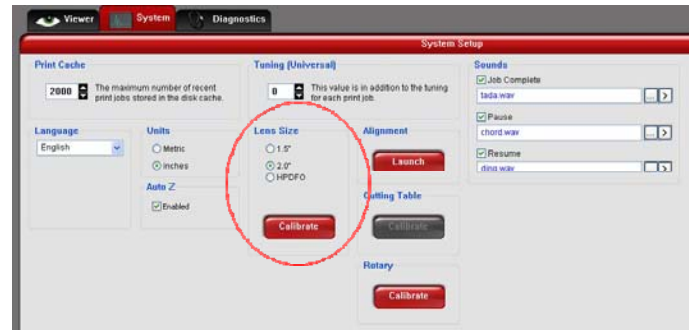 Viewer System Diagnostics
System Setup
Print Cache
2000 The maximum number of recent
print jobs stored in the disk cache.
Tuning (Universal)
0 This value is in addition to the tuning
for each print job.
Sounds
Job Complete
tada.wav ... >
Pause
chord.wav ... >
Resume
ding.wav ... >
Language
English
Units
Metric
inches
Auto Z
Enabled
Lens Size
1.5"
2.0"
HPDFO
Calibrate
Alignment
Launch
Cutting Table
Calibrate
Rotary
Calibrate